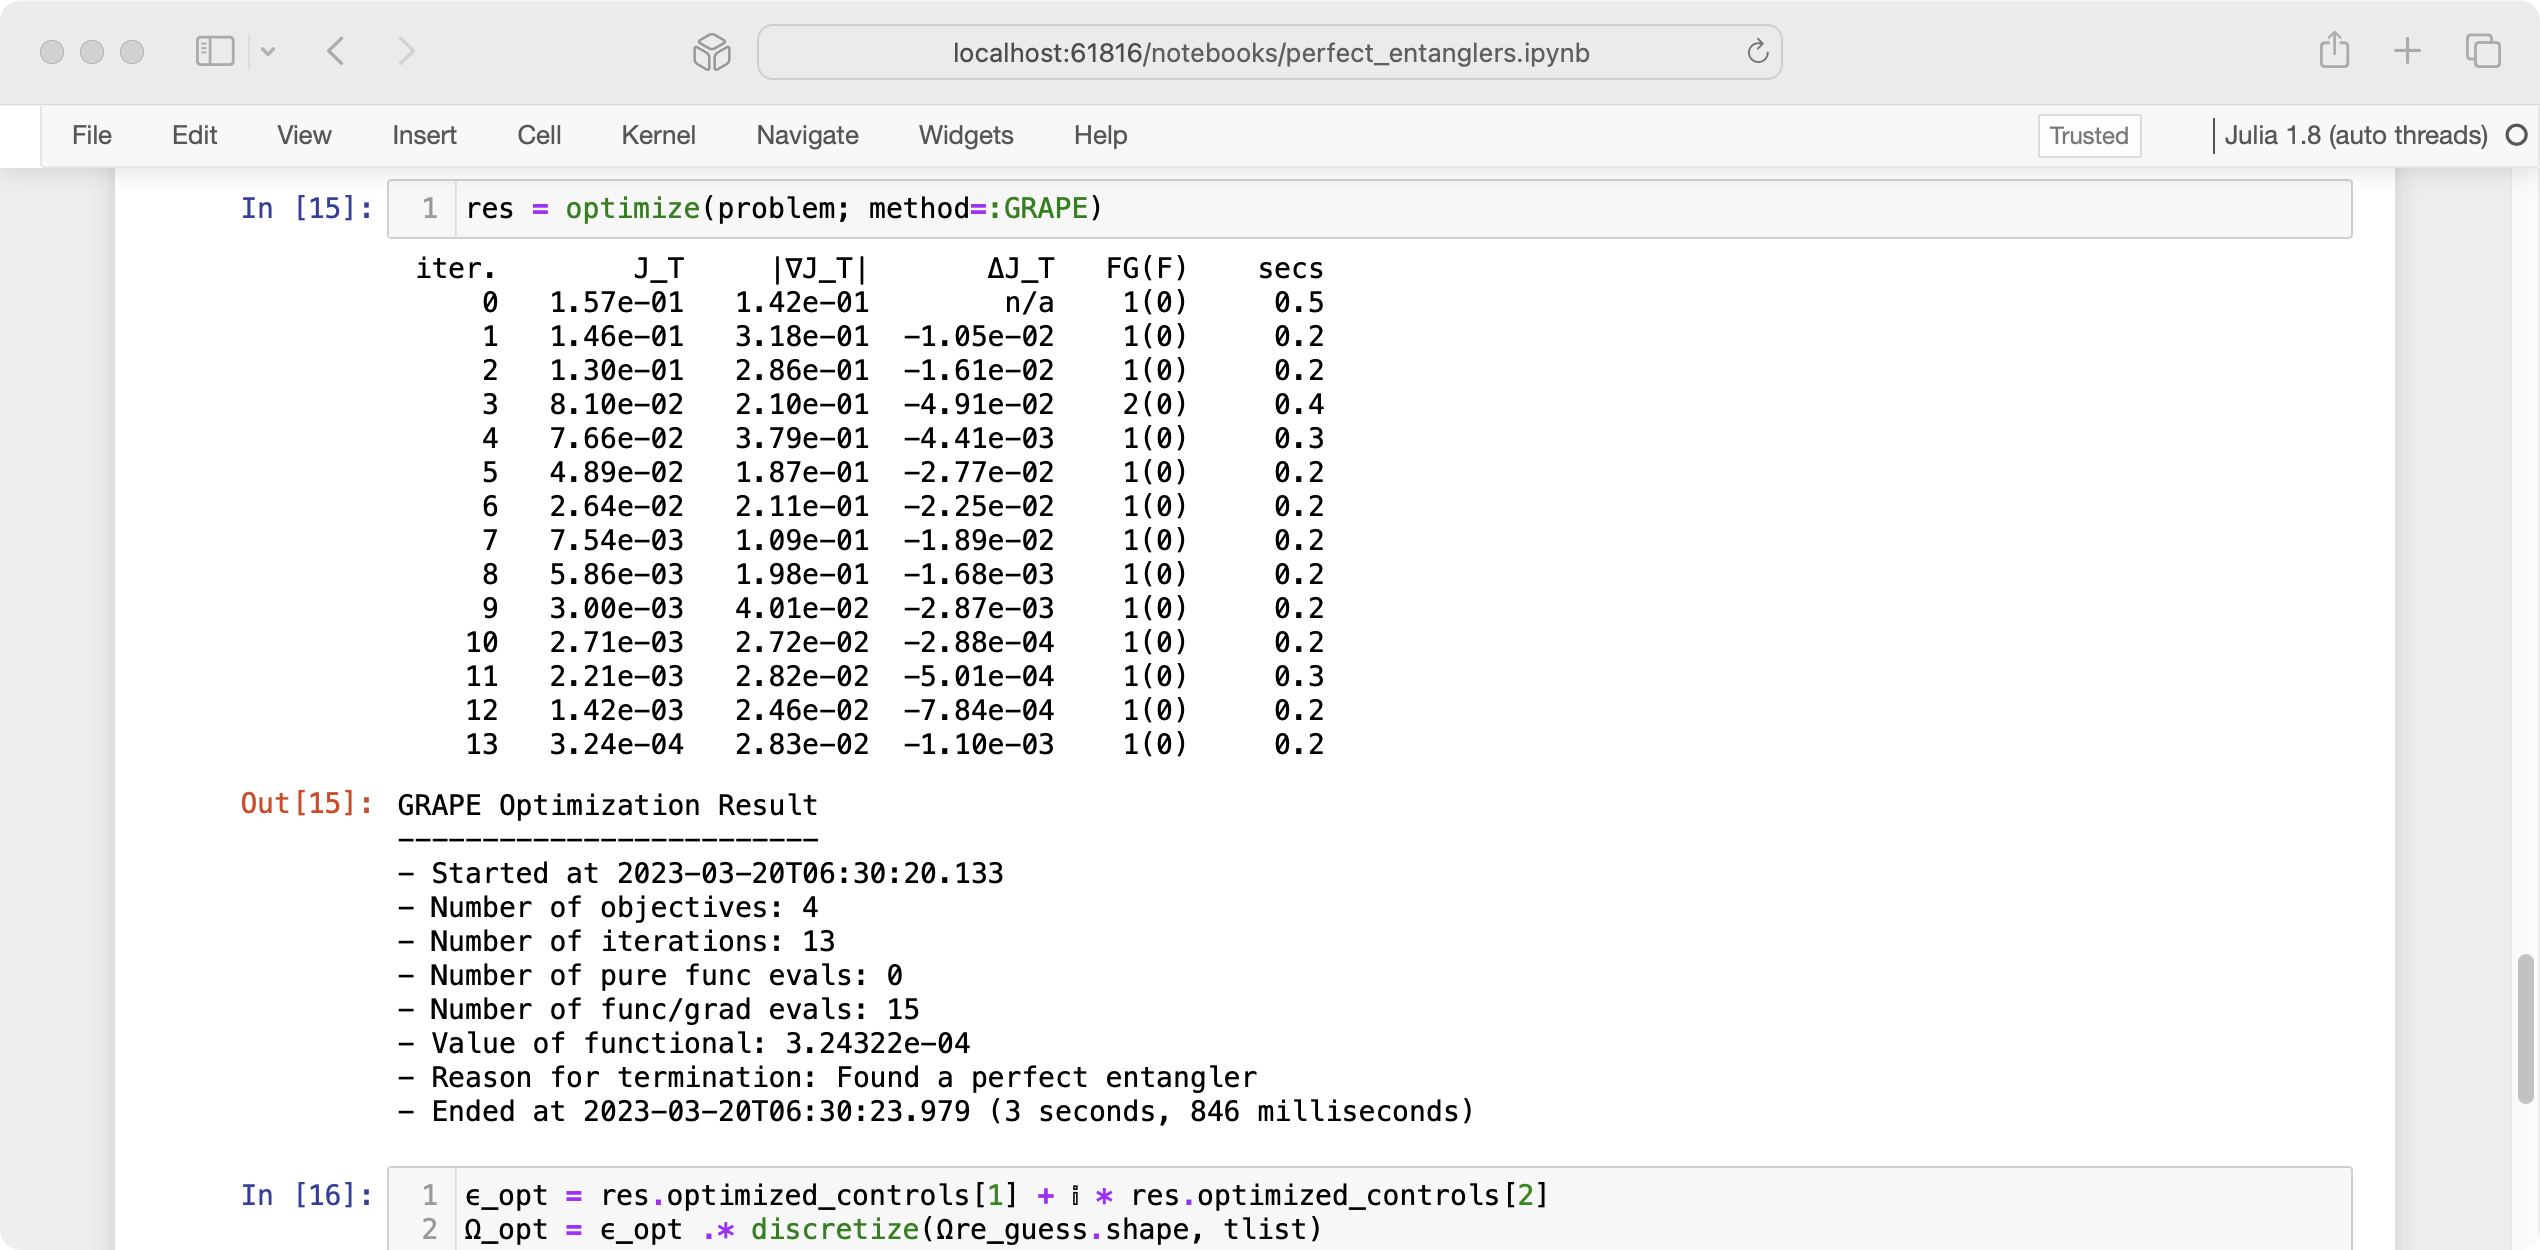 localhost:61816/notebooks/perfect_entanglers.ipynb
File Edit View Insert Cell Kernel Navigate Widgets Help Trusted Julia 1.8 (auto threads)
In [15]: 1 res = optimize(problem; method=:GRAPE)
iter. J_T |∇J_T| ΔJ_T FG(F) secs
0 1.57e-01 1.42e-01 n/a 1(0) 0.5
1 1.46e-01 3.18e-01 -1.05e-02 1(0) 0.2
2 1.30e-01 2.86e-01 -1.61e-02 1(0) 0.2
3 8.10e-02 2.10e-01 -4.91e-02 2(0) 0.4
4 7.66e-02 3.79e-01 -4.41e-03 1(0) 0.3
5 4.89e-02 1.87e-01 -2.77e-02 1(0) 0.2
6 2.64e-02 2.11e-01 -2.25e-02 1(0) 0.2
7 7.54e-03 1.09e-01 -1.89e-02 1(0) 0.2
8 5.86e-03 1.98e-01 -1.68e-03 1(0) 0.2
9 3.00e-03 4.01e-02 -2.87e-03 1(0) 0.2
10 2.71e-03 2.72e-02 -2.88e-04 1(0) 0.2
11 2.21e-03 2.82e-02 -5.01e-04 1(0) 0.3
12 1.42e-03 2.46e-02 -7.84e-04 1(0) 0.2
13 3.24e-04 2.83e-02 -1.10e-03 1(0) 0.2
Out[15]: GRAPE Optimization Result
-------------------------
- Started at 2023-03-20T06:30:20.133
- Number of objectives: 4
- Number of iterations: 13
- Number of pure func evals: 0
- Number of func/grad evals: 15
- Value of functional: 3.24322e-04
- Reason for termination: Found a perfect entangler
- Ended at 2023-03-20T06:30:23.979 (3 seconds, 846 milliseconds)
In [16]: 1 ϵ_opt = res.optimized_controls[1] + 𝕚 * res.optimized_controls[2]
2 Ω_opt = ϵ_opt .* discretize(Ωre_guess.shape, tlist)